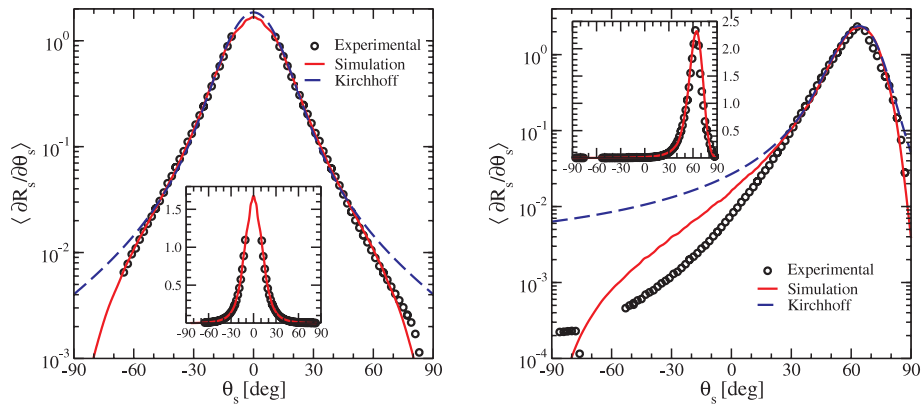 10^0
10^-1
10^-2
10^-3
⟨ ∂R_s/∂θ_s ⟩
-90 -60 -30 0 30 60 90
θ_s [deg]
Experimental
Simulation
Kirchhoff
1.5
1.0
0.5
-90 -60 -30 0 30 60 90
10^0
10^-1
10^-2
10^-3
10^-4
⟨ ∂R_s/∂θ_s ⟩
-90 -60 -30 0 30 60 90
θ_s [deg]
2.5
2.0
1.5
1.0
0.5
-90 -60 -30 0 30 60 90
Experimental
Simulation
Kirchhoff